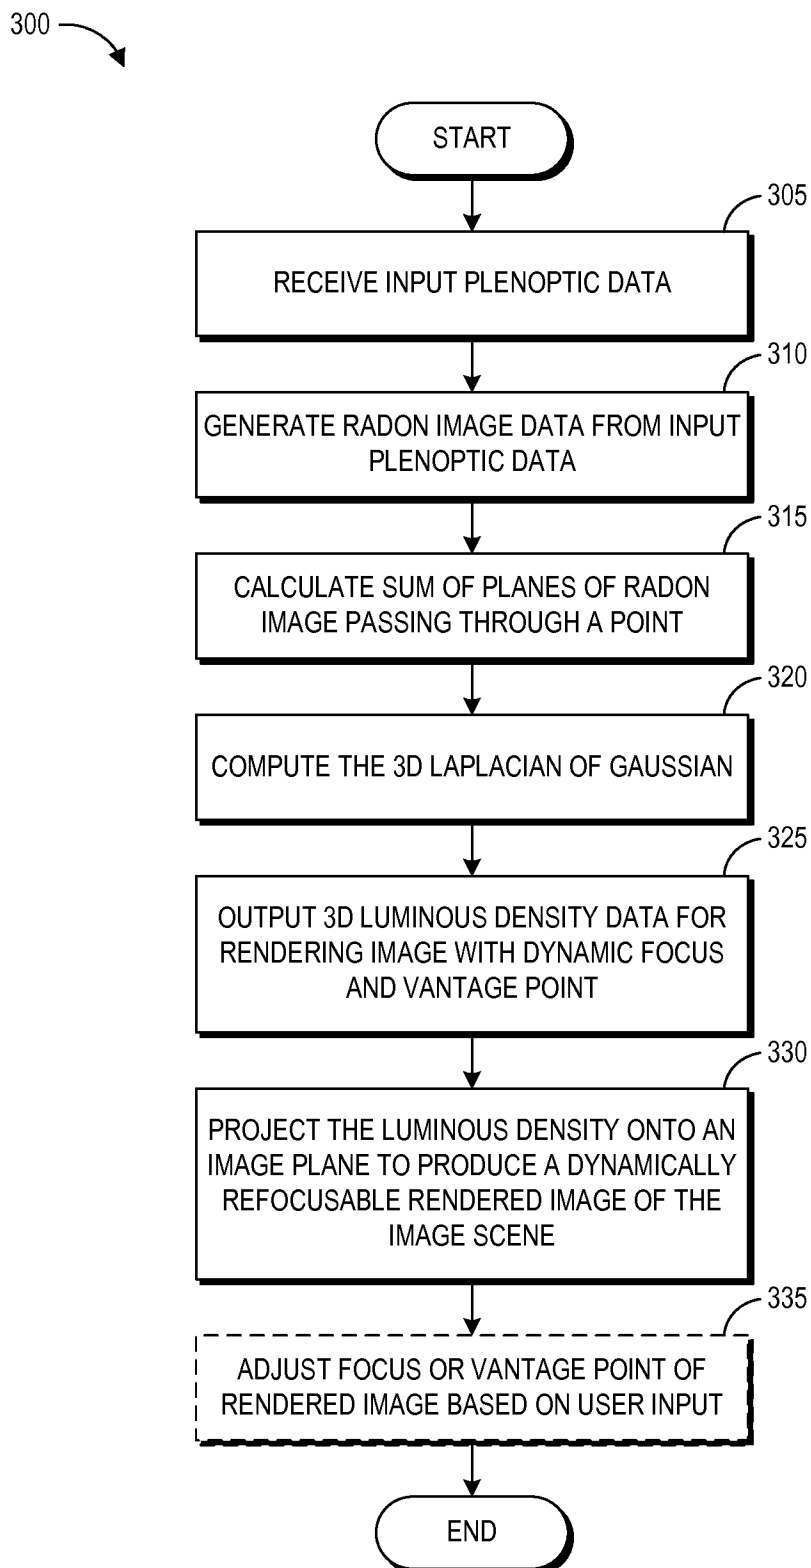 300
START
305
RECEIVE INPUT PLENOPTIC DATA
310
GENERATE RADON IMAGE DATA FROM INPUT
PLENOPTIC DATA
315
CALCULATE SUM OF PLANES OF RADON
IMAGE PASSING THROUGH A POINT
320
COMPUTE THE 3D LAPLACIAN OF GAUSSIAN
325
OUTPUT 3D LUMINOUS DENSITY DATA FOR
RENDERING IMAGE WITH DYNAMIC FOCUS
AND VANTAGE POINT
330
PROJECT THE LUMINOUS DENSITY ONTO AN
IMAGE PLANE TO PRODUCE A DYNAMICALLY
REFOCUSABLE RENDERED IMAGE OF THE
IMAGE SCENE
335
ADJUST FOCUS OR VANTAGE POINT OF
RENDERED IMAGE BASED ON USER INPUT
END